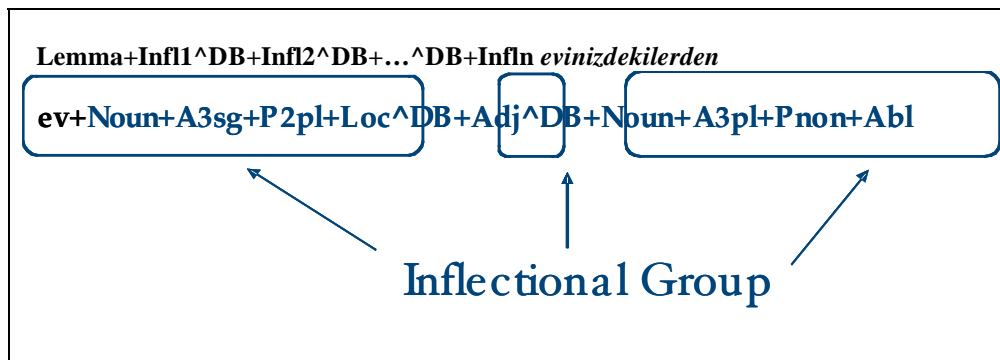 Lemma+Infl1^DB+Infl2^DB+…^DB+Infln evinizdekilerden
ev+Noun+A3sg+P2pl+Loc^DB+Adj^DB+Noun+A3pl+Pnon+Abl
Inflectional Group